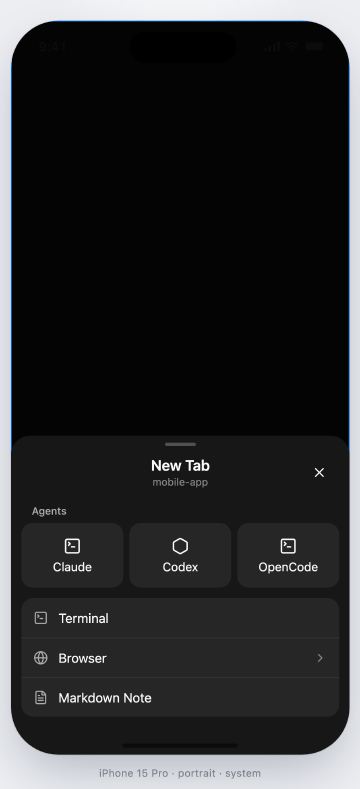 9:41
New Tab
mobile-app
Agents
Claude
Codex
OpenCode
Terminal
Browser
Markdown Note
iPhone 15 Pro · portrait · system